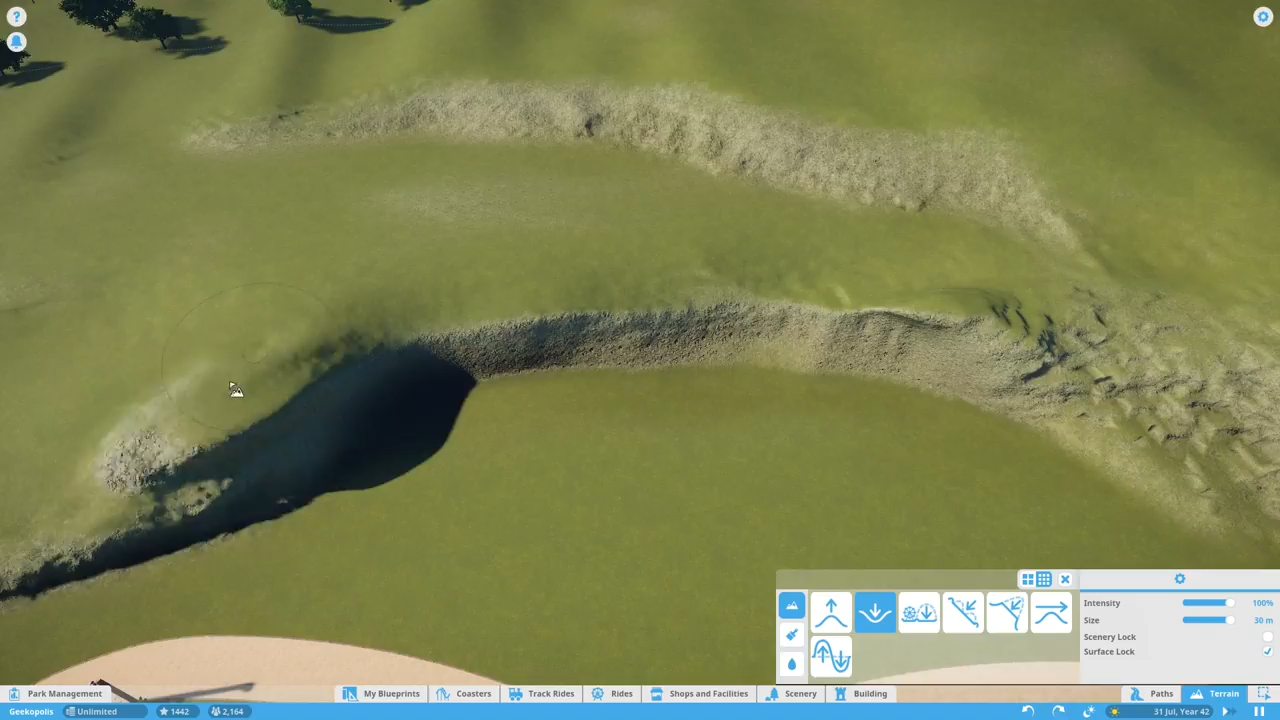 ?
Intensity 100%
Size 30 m
Scenery Lock
Surface Lock
Park Management My Blueprints Coasters Track Rides Rides Shops and Facilities Scenery Building Paths Terrain
Geekopolis Unlimited 1442 2,164 31 Jul, Year 42